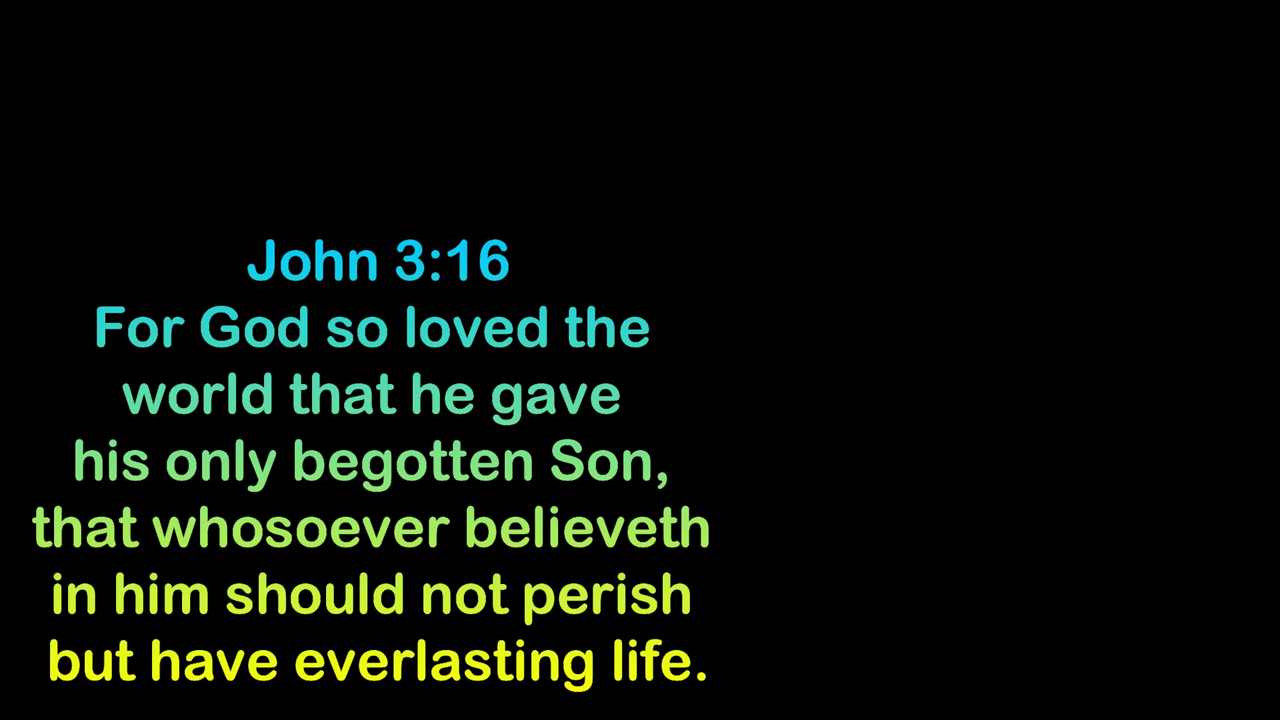 John 3:16
For God so loved the
world that he gave
his only begotten Son,
that whosoever believeth
in him should not perish
but have everlasting life.